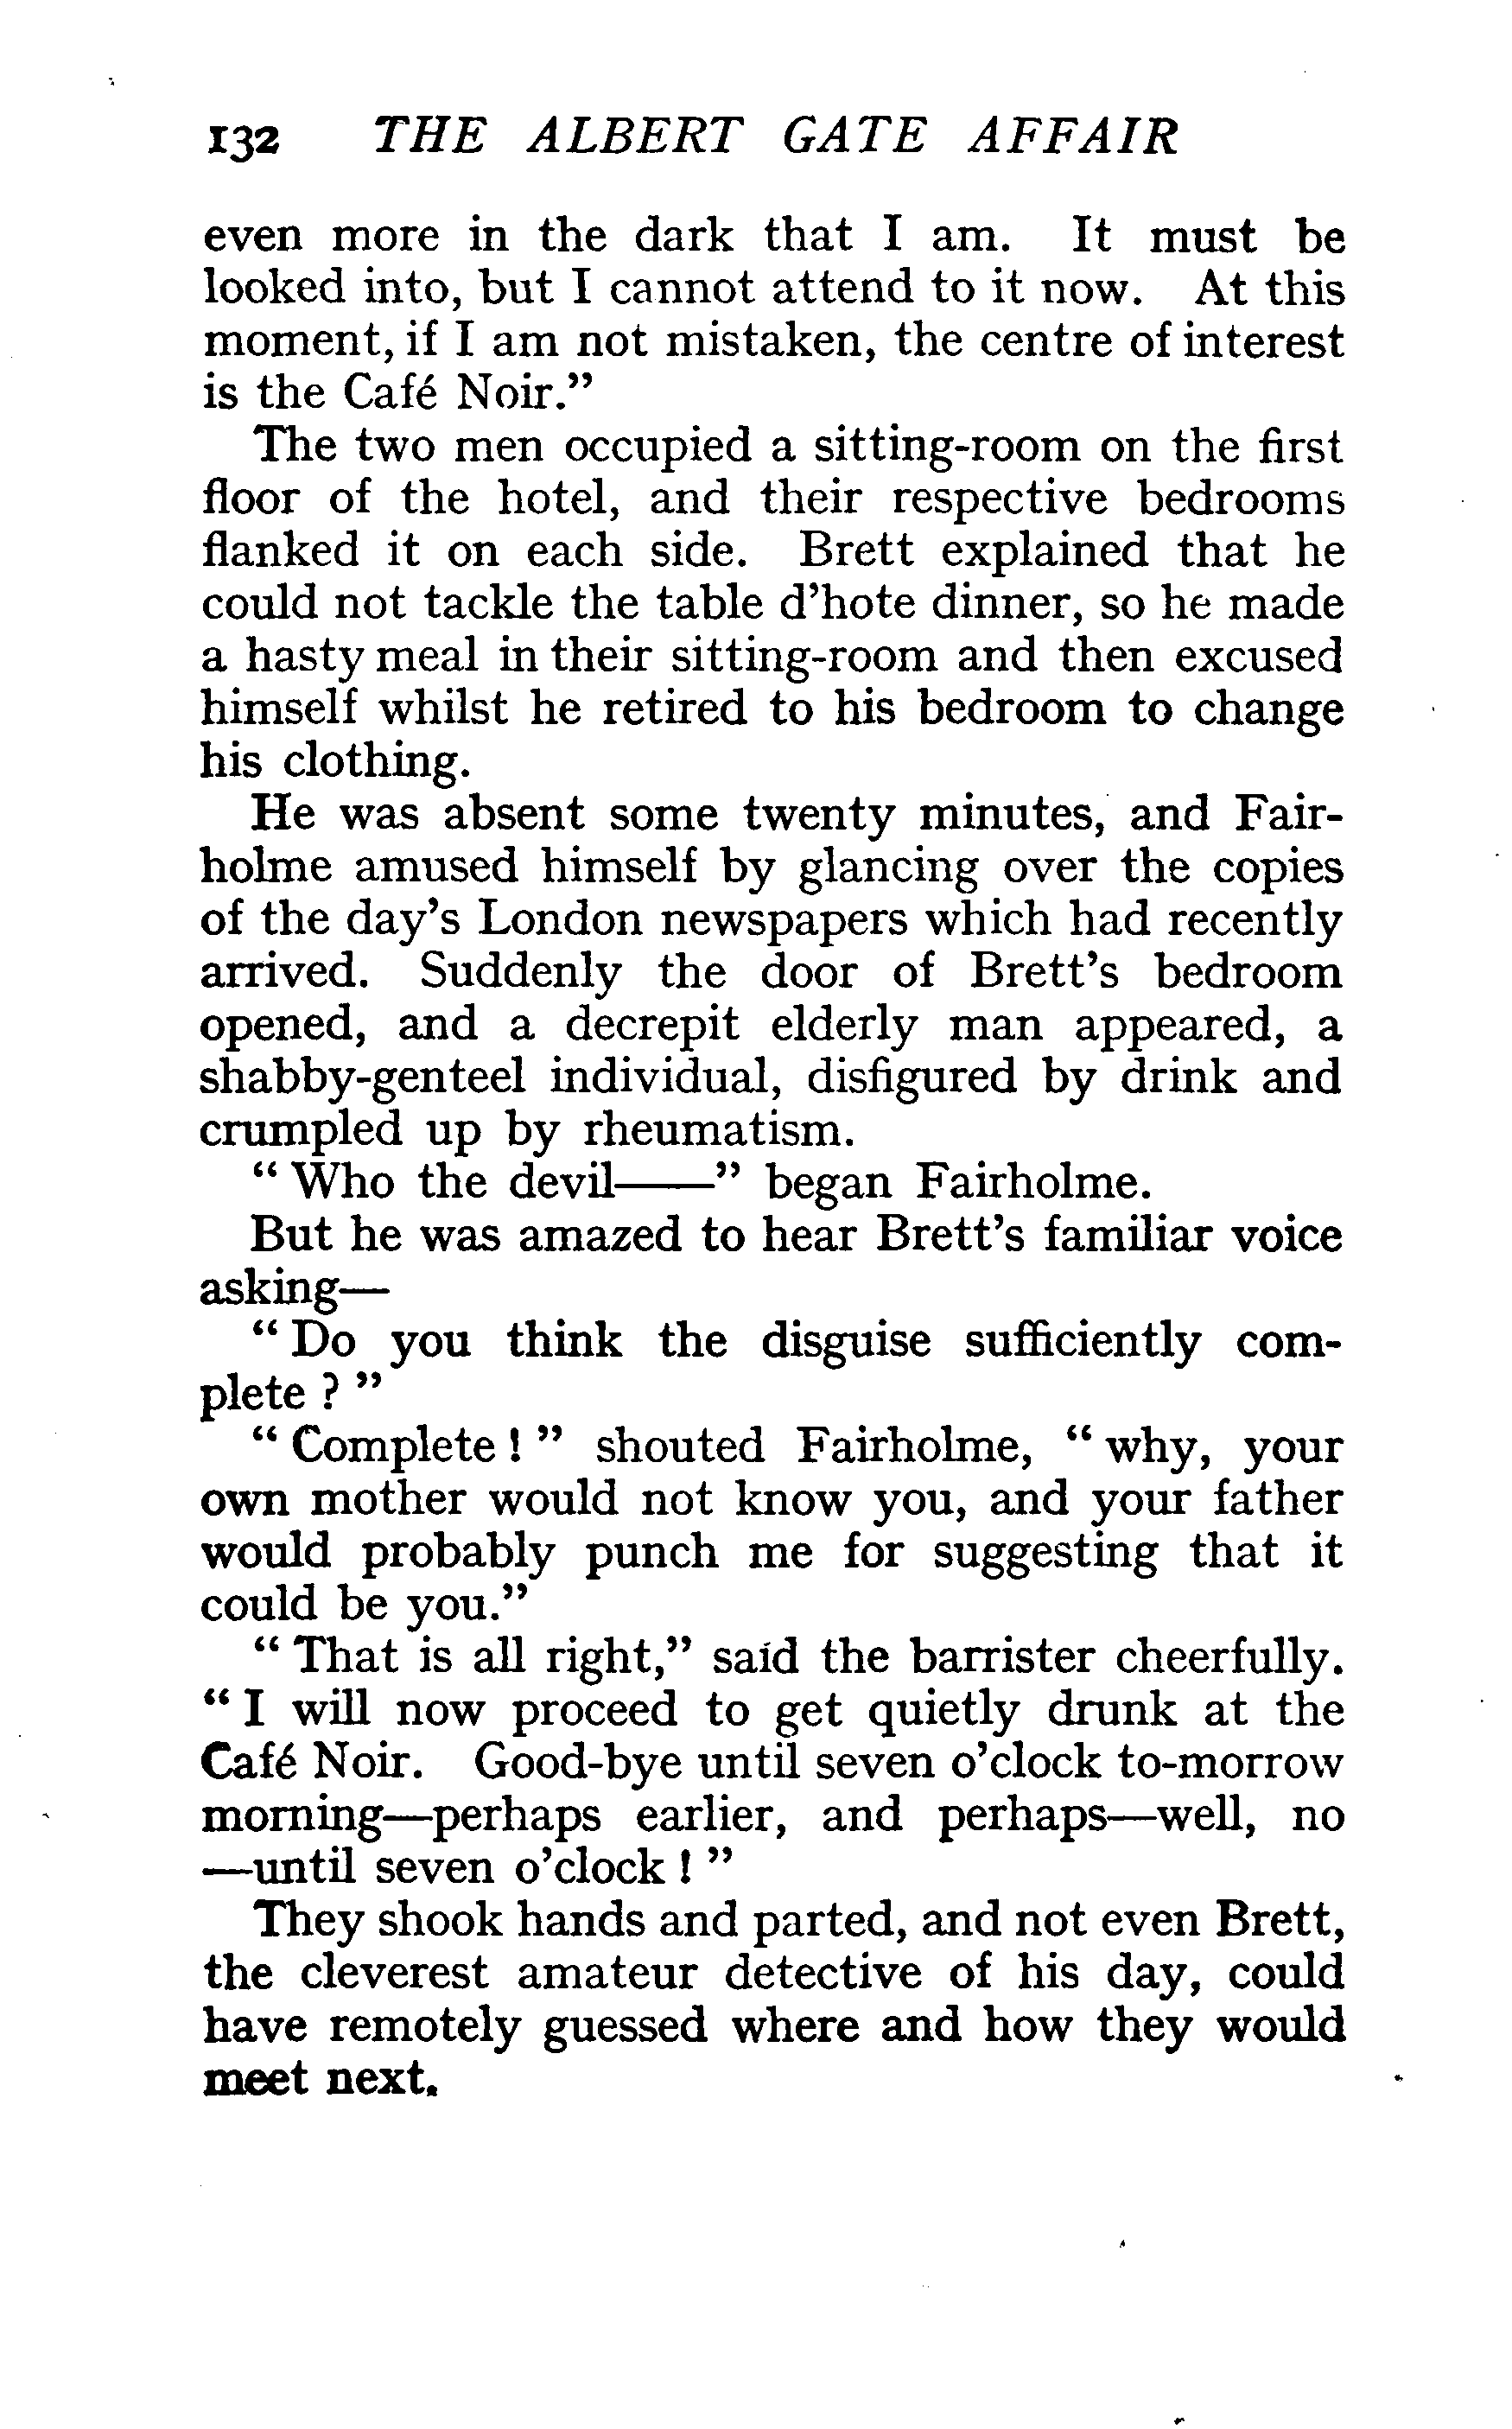 132 THE ALBERT GATE AFFAIR
even more in the dark that I am. It must be
looked into, but I cannot attend to it now. At this
moment, if I am not mistaken, the centre of interest
is the Café Noir.”
The two men occupied a sitting-room on the first
floor of the hotel, and their respective bedrooms
flanked it on each side. Brett explained that he
could not tackle the table d’hote dinner, so he made
a hasty meal in their sitting-room and then excused
himself whilst he retired to his bedroom to change
his clothing.
He was absent some twenty minutes, and Fair-
holme amused himself by glancing over the copies
of the day’s London newspapers which had recently
arrived. Suddenly the door of Brett’s bedroom
opened, and a decrepit elderly man appeared, a
shabby-genteel individual, disfigured by drink and
crumpled up by rheumatism.
“ Who the devil——” began Fairholme.
But he was amazed to hear Brett’s familiar voice
asking—
“ Do you think the disguise sufficiently com-
plete ? ”
“ Complete ! ” shouted Fairholme, “ why, your
own mother would not know you, and your father
would probably punch me for suggesting that it
could be you.”
“ That is all right,” said the barrister cheerfully.
“ I will now proceed to get quietly drunk at the
Café Noir. Good-bye until seven o’clock to-morrow
morning—perhaps earlier, and perhaps—well, no
—until seven o’clock ! ”
They shook hands and parted, and not even Brett,
the cleverest amateur detective of his day, could
have remotely guessed where and how they would
meet next.